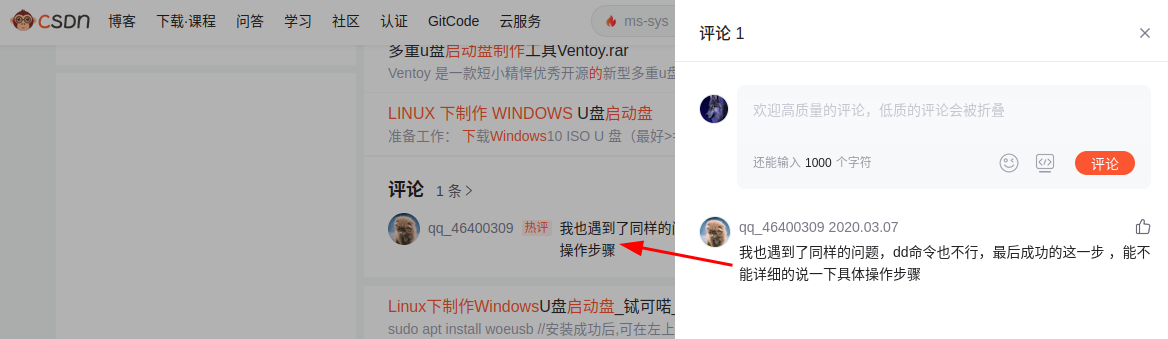 CSDN 博客 下载·课程 问答 学习 社区 认证 GitCode 云服务 ms-sys
多重u盘启动盘制作工具Ventoy.rar
Ventoy 是一款短小精悍优秀开源的新型多重u盘
LINUX 下制作 WINDOWS U盘启动盘
准备工作： 下载Windows10 ISO U 盘（最好>=
评论 1 条 >
qq_46400309 热评 我也遇到了同样的问
操作步骤
Linux下制作WindowsU盘启动盘_铽可喏_
sudo apt install woeusb //安装成功后,可在左上
评论 1
欢迎高质量的评论，低质的评论会被折叠
还能输入 1000 个字符 评论
qq_46400309 2020.03.07
我也遇到了同样的问题，dd命令也不行，最后成功的这一步 ，能不
能详细的说一下具体操作步骤